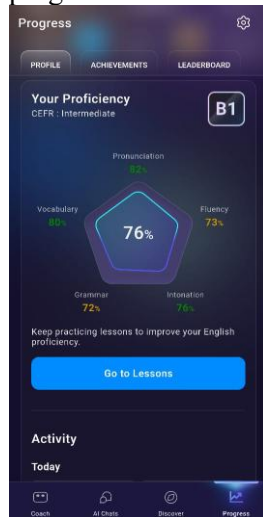 Progress
PROFILE ACHIEVEMENTS LEADERBOARD
Your Proficiency
CEFR : Intermediate
B1
Pronunciation
82%
Vocabulary
80%
Fluency
73%
76%
Grammar
72%
Intonation
76%
Keep practicing lessons to improve your English
proficiency.
Go to Lessons
Activity
Today
Coach AI Chats Discover Progress